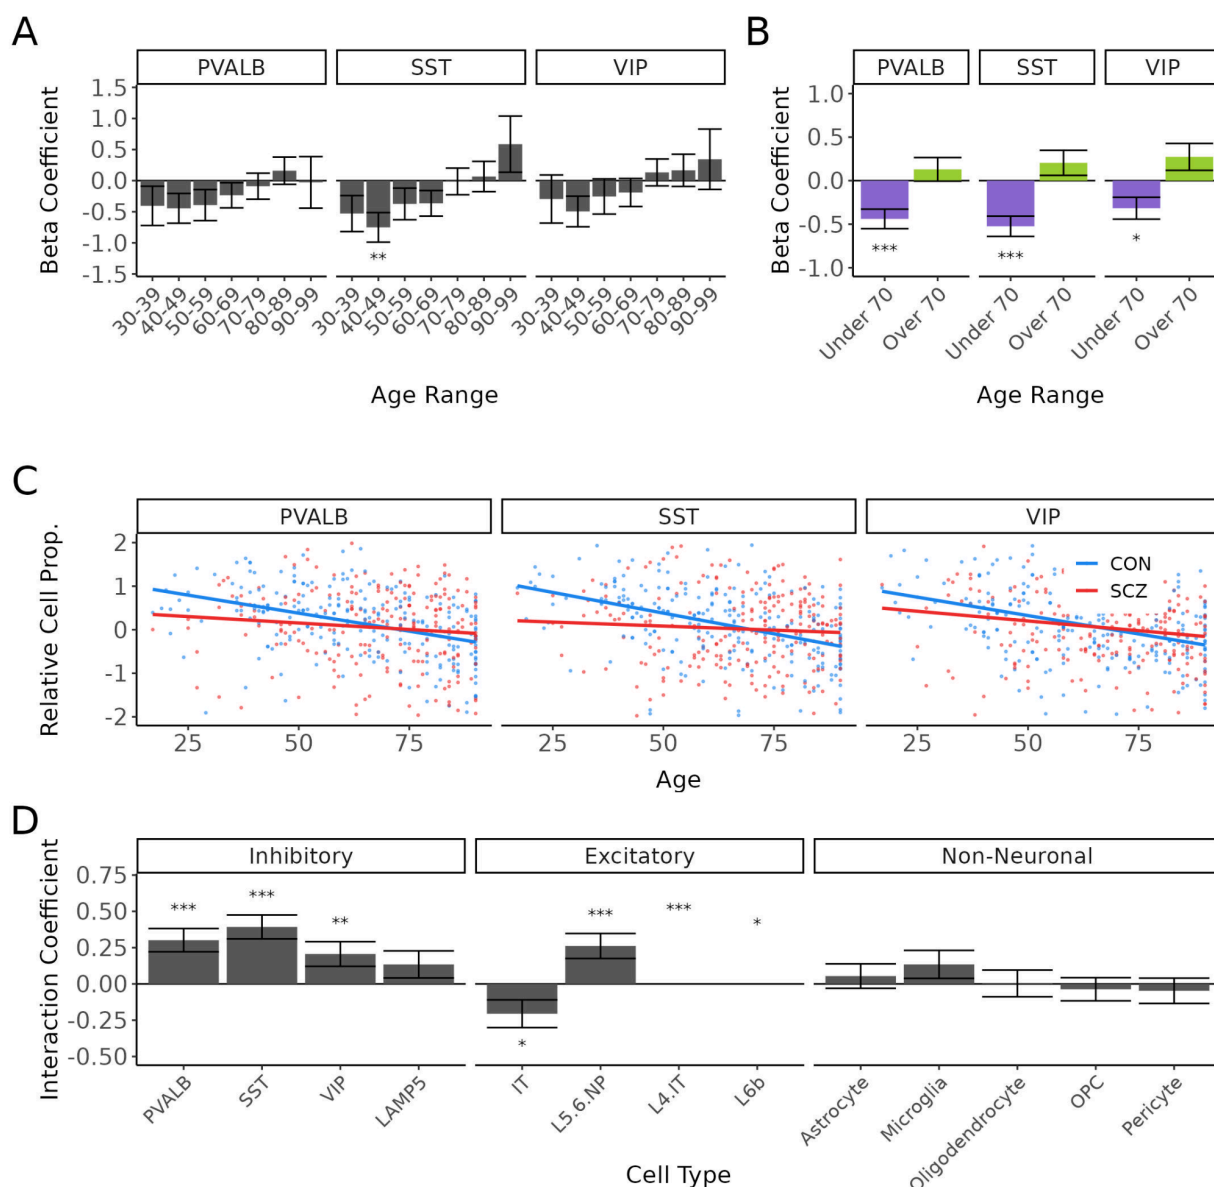 A
B
PVALB
SST
VIP
PVALB
SST
VIP
Beta Coefficient
1.5
1.0
0.5
0.0
-0.5
-1.0
-1.5
**
30-39
40-49
50-59
60-69
70-79
80-89
90-99
30-39
40-49
50-59
60-69
70-79
80-89
90-99
30-39
40-49
50-59
60-69
70-79
80-89
90-99
Age Range
Beta Coefficient
1.0
0.5
0.0
-0.5
-1.0
***
***
*
Under 70
Over 70
Under 70
Over 70
Under 70
Over 70
Age Range
C
PVALB
SST
VIP
Relative Cell Prop.
2
1
0
-1
-2
CON
SCZ
25
50
75
25
50
75
25
50
75
Age
D
Inhibitory
Excitatory
Non-Neuronal
Interaction Coefficient
0.75
0.50
0.25
0.00
-0.25
-0.50
***
***
**
*
***
***
*
PVALB
SST
VIP
LAMP5
IT
L5.6.NP
L4.IT
L6b
Astrocyte
Microglia
Oligodendrocyte
OPC
Pericyte
Cell Type